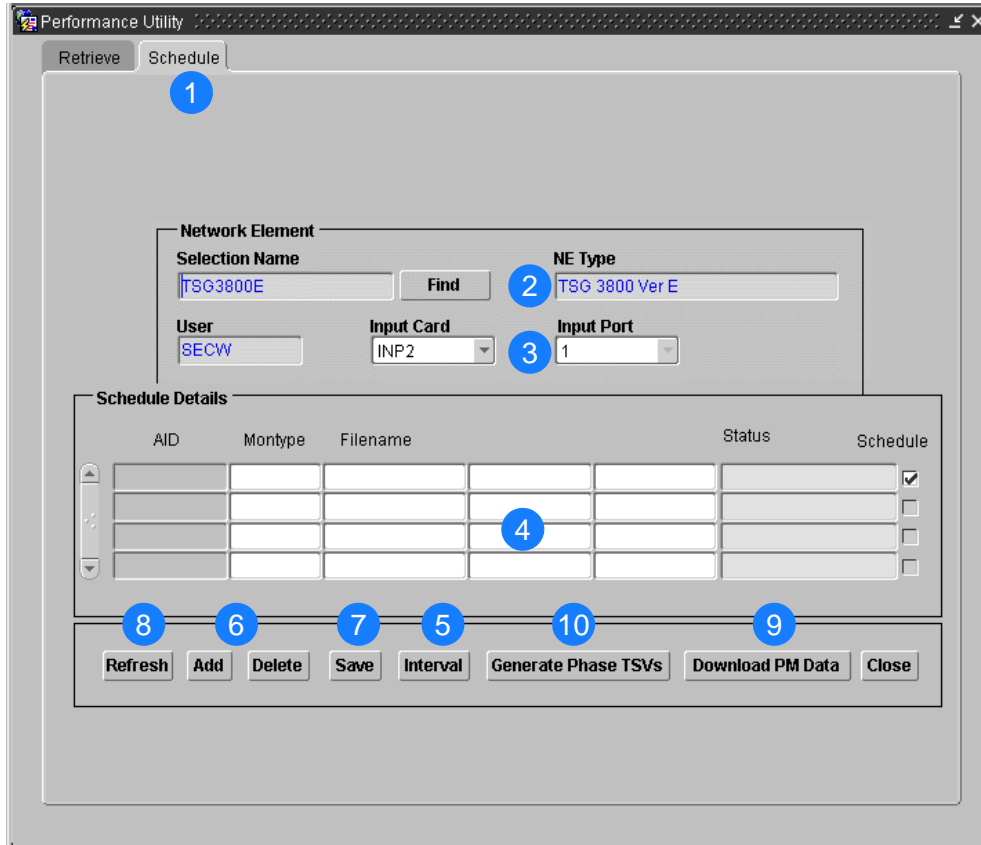 Performance Utility
Retrieve Schedule
1
Network Element
Selection Name NE Type
TSG3800E Find 2 TSG 3800 Ver E
User Input Card Input Port
SECW INP2 3 1
Schedule Details
AID Montype Filename Status Schedule
4
8 6 7 5 10 9
Refresh Add Delete Save Interval Generate Phase TSVs Download PM Data Close